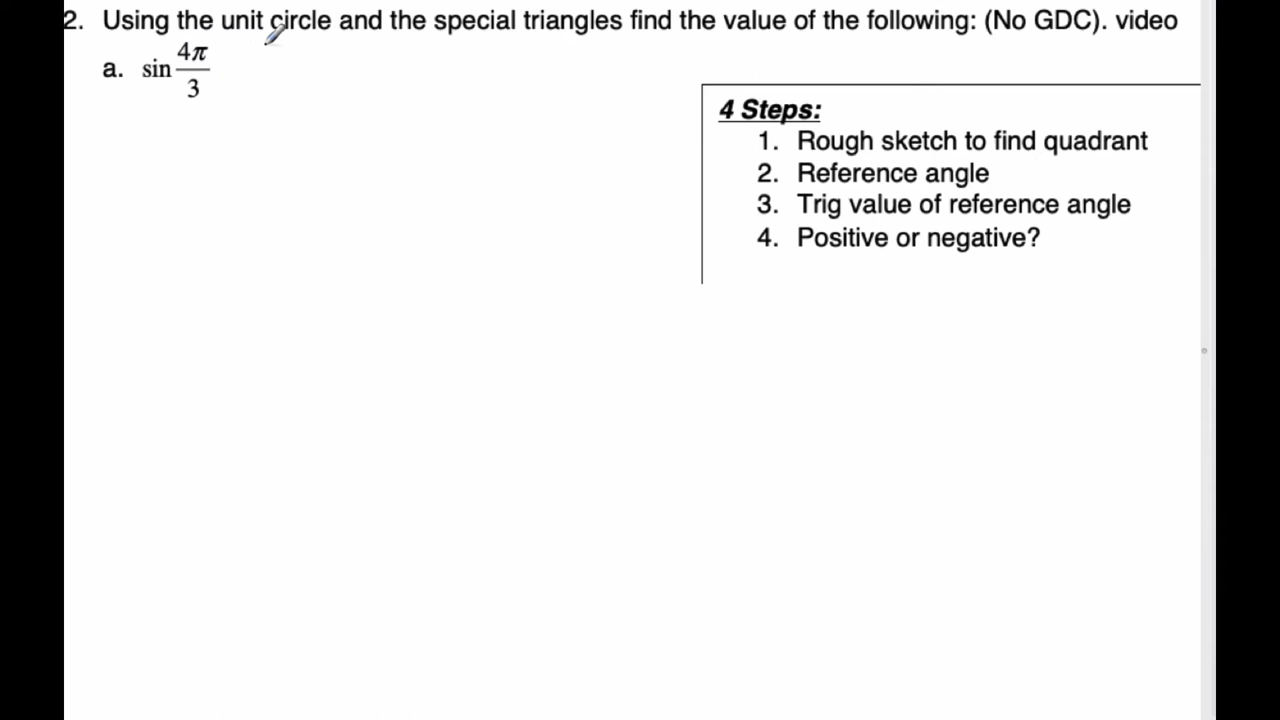 2. Using the unit circle and the special triangles find the value of the following: (No GDC). video
a. sin 4π/3
4 Steps:
1. Rough sketch to find quadrant
2. Reference angle
3. Trig value of reference angle
4. Positive or negative?